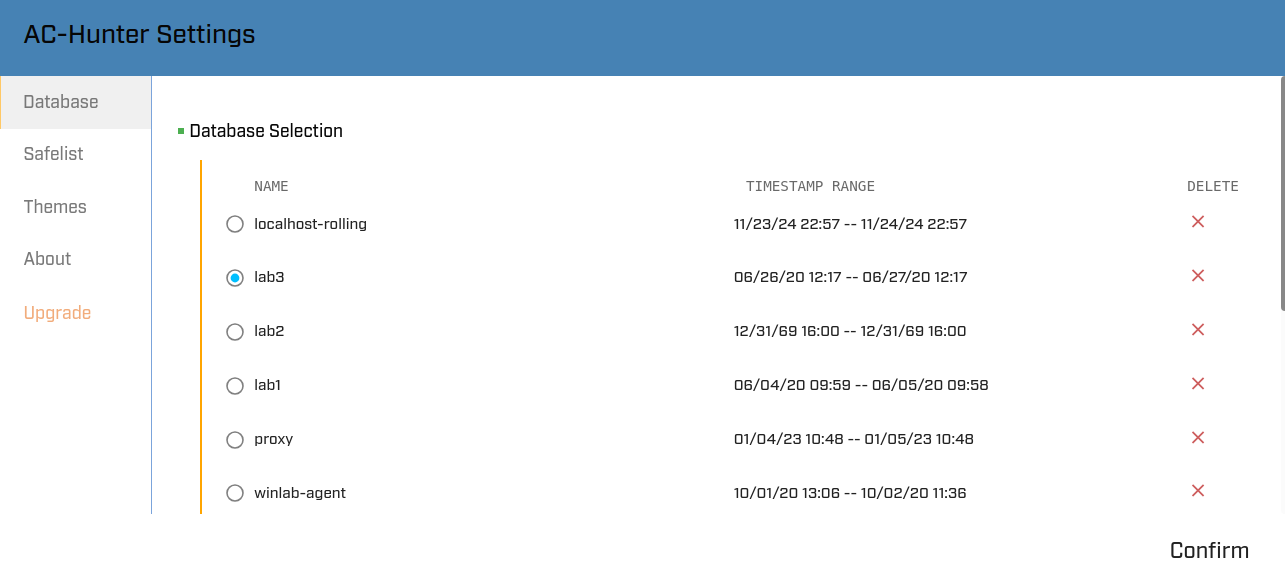 AC-Hunter Settings
Database
Safelist
Themes
About
Upgrade
Database Selection
NAME TIMESTAMP RANGE DELETE
localhost-rolling 11/23/24 22:57 -- 11/24/24 22:57
lab3 06/26/20 12:17 -- 06/27/20 12:17
lab2 12/31/69 16:00 -- 12/31/69 16:00
lab1 06/04/20 09:59 -- 06/05/20 09:58
proxy 01/04/23 10:48 -- 01/05/23 10:48
winlab-agent 10/01/20 13:06 -- 10/02/20 11:36
Confirm